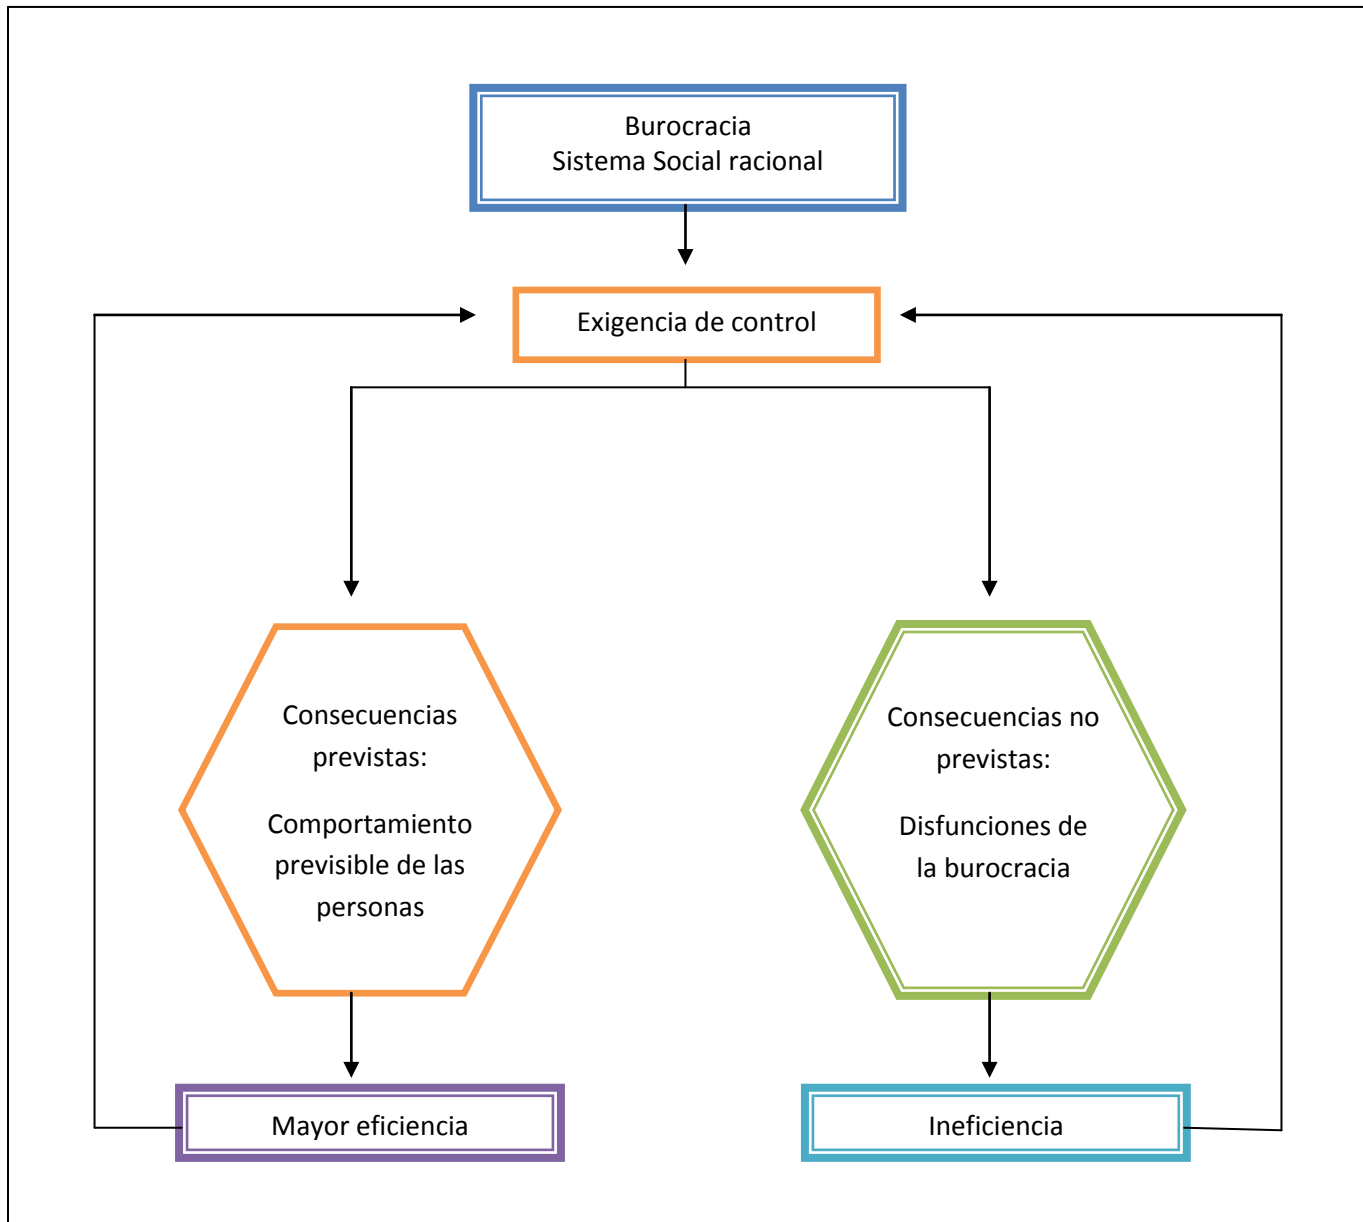 Burocracia
Sistema Social racional
Exigencia de control
Consecuencias
previstas:
Comportamiento
previsible de las
personas
Consecuencias no
previstas:
Disfunciones de
la burocracia
Mayor eficiencia
Ineficiencia